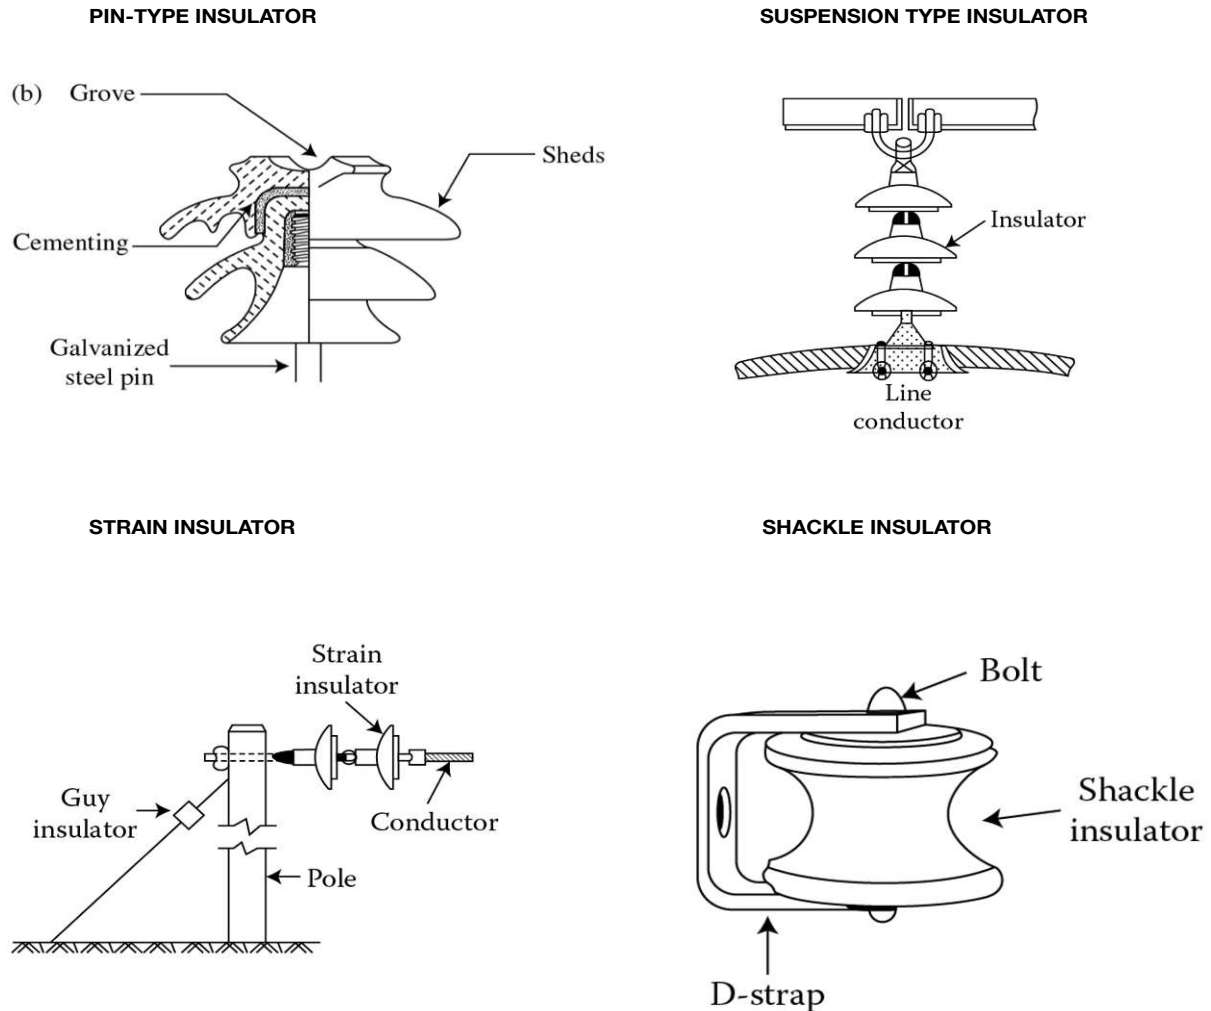 PIN-TYPE INSULATOR
SUSPENSION TYPE INSULATOR
(b) Grove
Sheds
Cementing
Galvanized
steel pin
Insulator
Line
conductor
STRAIN INSULATOR
SHACKLE INSULATOR
Strain
insulator
Guy
insulator
Conductor
Pole
Bolt
Shackle
insulator
D-strap